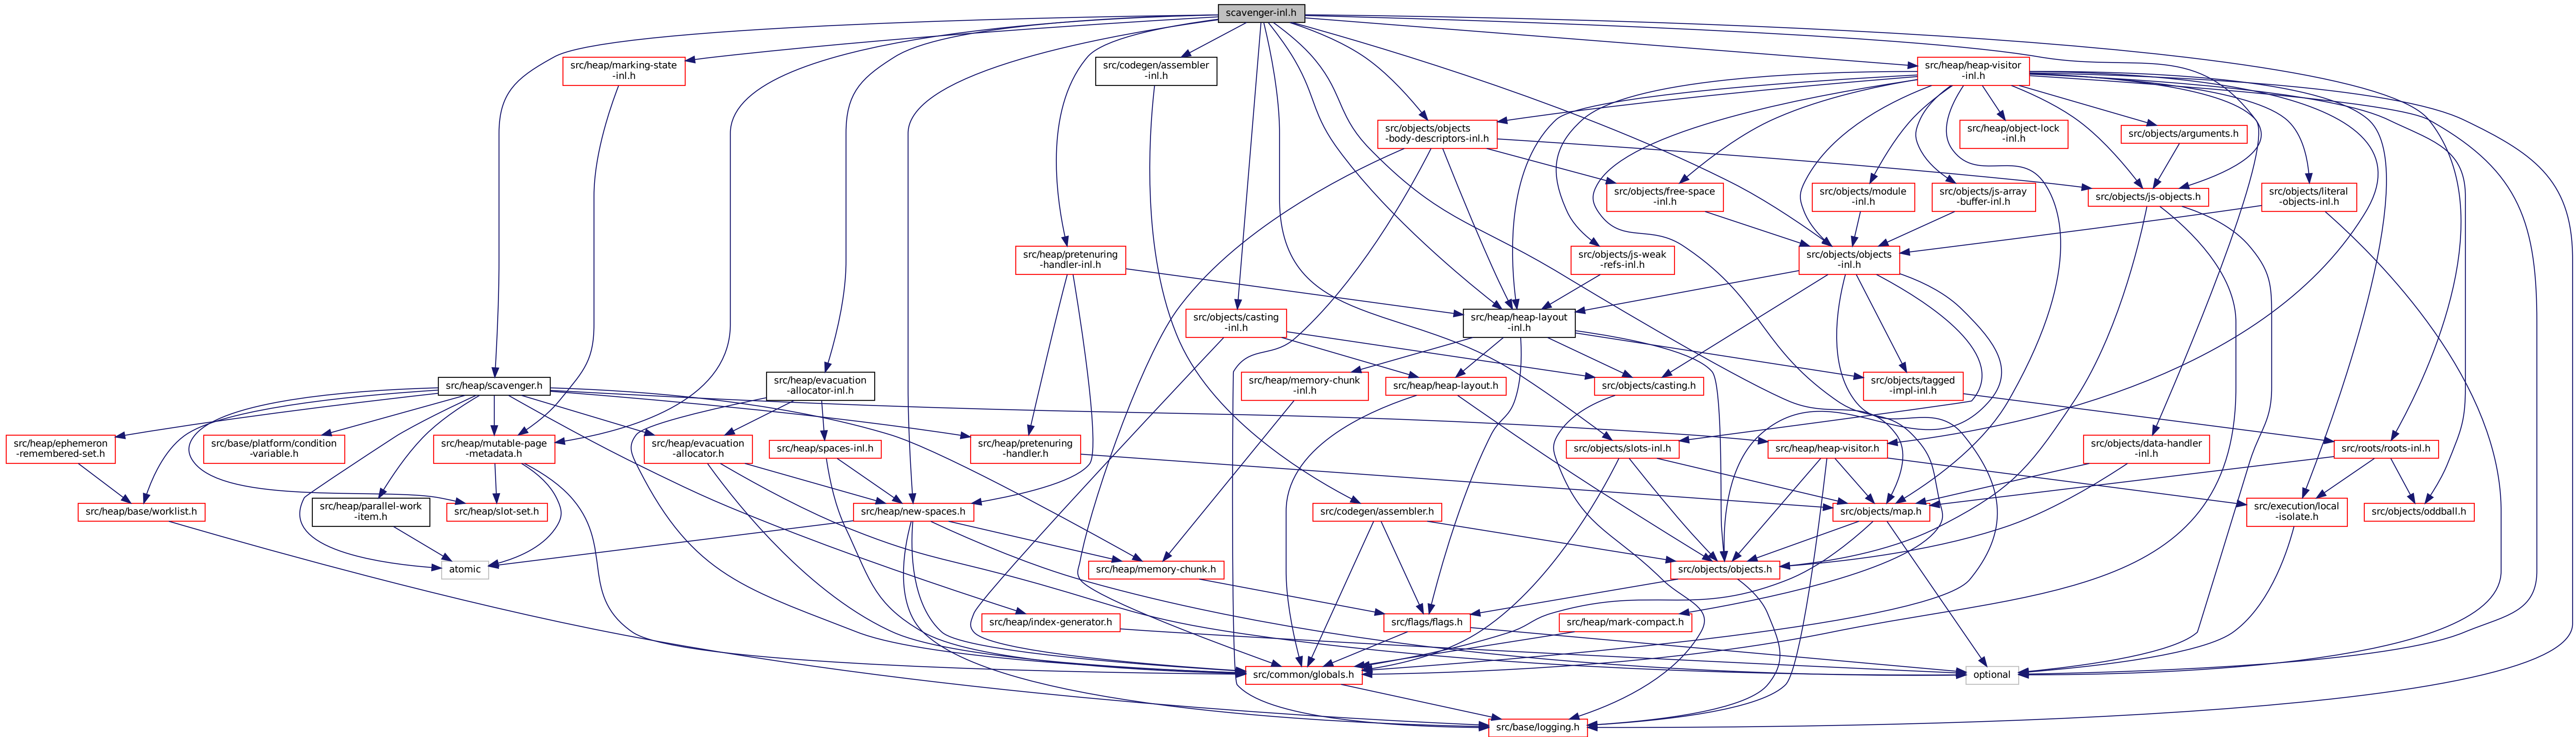 scavenger-inl.h
src/heap/marking-state
-inl.h
src/codegen/assembler
-inl.h
src/heap/heap-visitor
-inl.h
src/objects/objects
-body-descriptors-inl.h
src/heap/object-lock
-inl.h
src/objects/arguments.h
src/objects/free-space
-inl.h
src/objects/module
-inl.h
src/objects/js-array
-buffer-inl.h
src/objects/js-objects.h
src/objects/literal
-objects-inl.h
src/heap/pretenuring
-handler-inl.h
src/objects/js-weak
-refs-inl.h
src/objects/objects
-inl.h
src/objects/casting
-inl.h
src/heap/heap-layout
-inl.h
src/heap/scavenger.h
src/heap/evacuation
-allocator-inl.h
src/heap/memory-chunk
-inl.h
src/heap/heap-layout.h
src/objects/casting.h
src/objects/tagged
-impl-inl.h
src/heap/ephemeron
-remembered-set.h
src/base/platform/condition
-variable.h
src/heap/mutable-page
-metadata.h
src/heap/evacuation
-allocator.h
src/heap/spaces-inl.h
src/heap/pretenuring
-handler.h
src/objects/slots-inl.h
src/heap/heap-visitor.h
src/objects/data-handler
-inl.h
src/roots/roots-inl.h
src/heap/base/worklist.h
src/heap/parallel-work
-item.h
src/heap/slot-set.h
src/heap/new-spaces.h
src/codegen/assembler.h
src/objects/map.h
src/execution/local
-isolate.h
src/objects/oddball.h
atomic
src/heap/memory-chunk.h
src/objects/objects.h
src/heap/index-generator.h
src/flags/flags.h
src/heap/mark-compact.h
src/common/globals.h
optional
src/base/logging.h